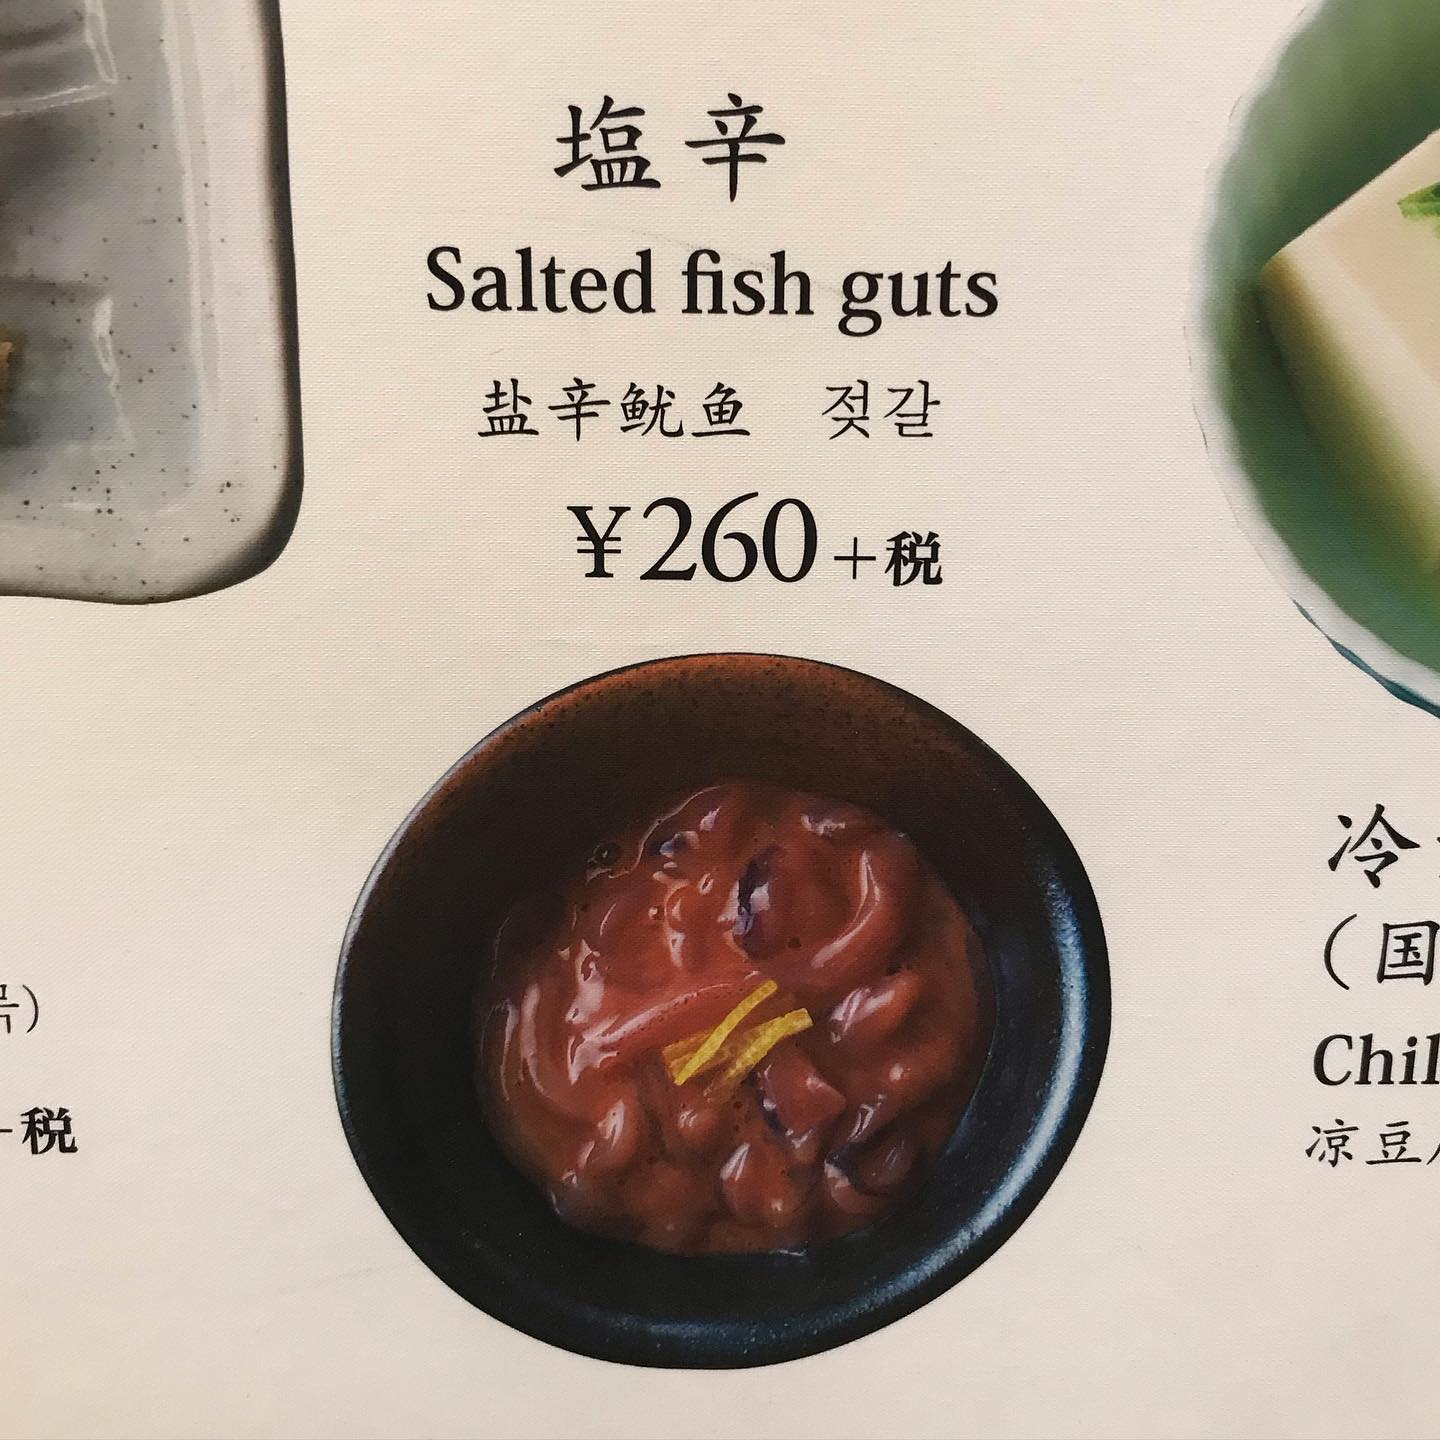 塩辛
Salted fish guts
盐辛鱿鱼 젓갈
¥260+税
冷
(国
Chil
凉豆
+税